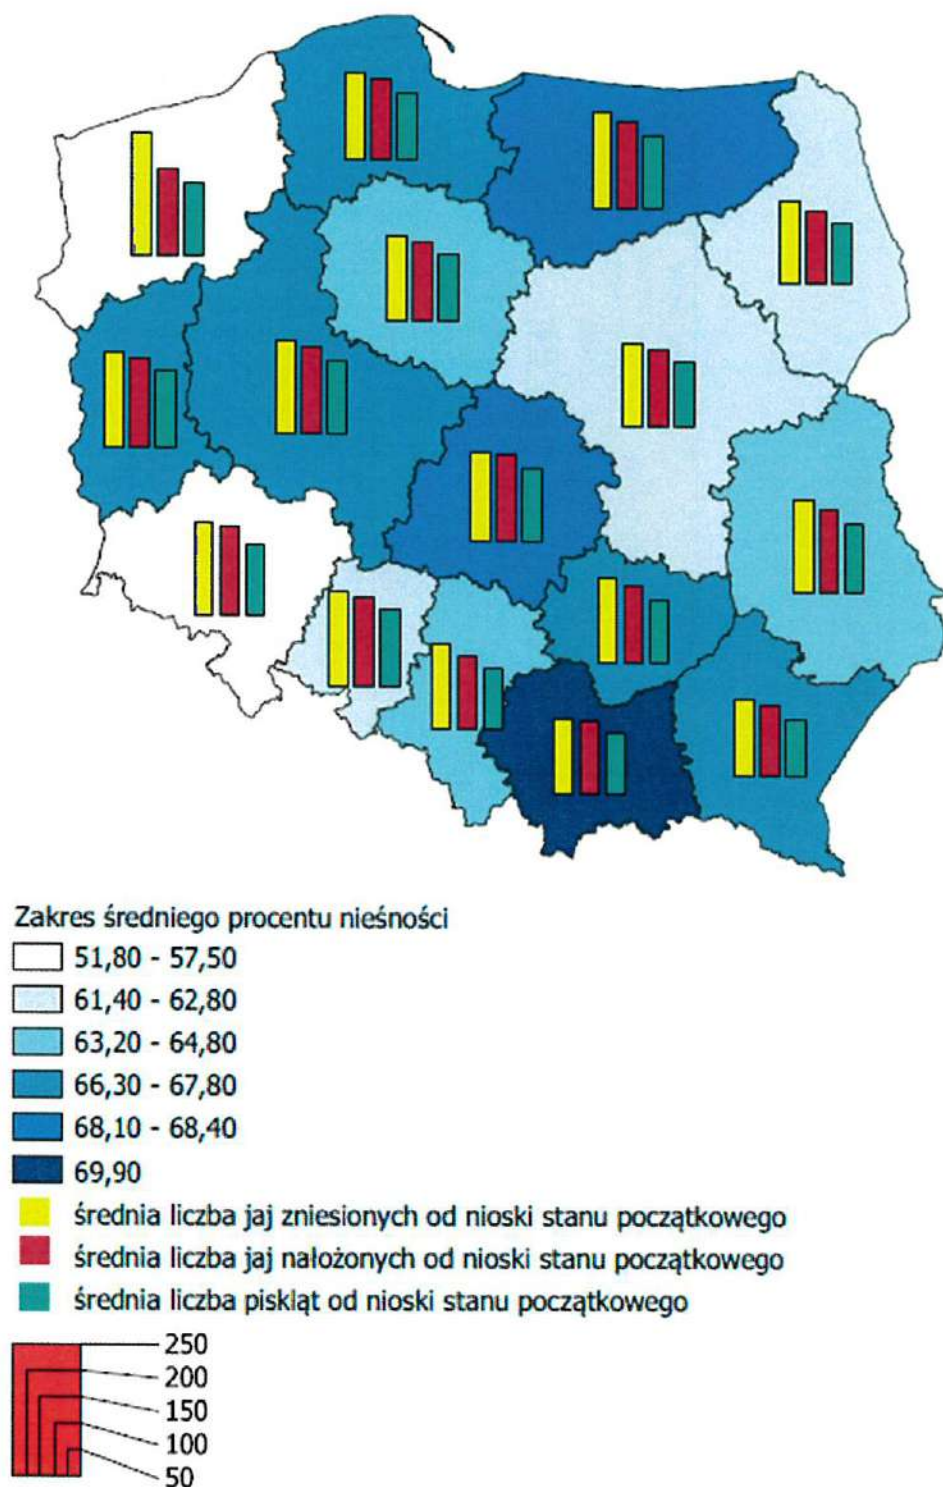 Zakres średniego procentu nieśności
51,80 - 57,50
61,40 - 62,80
63,20 - 64,80
66,30 - 67,80
68,10 - 68,40
69,90
średnia liczba jaj zniesionych od nioski stanu początkowego
średnia liczba jaj nałożonych od nioski stanu początkowego
średnia liczba piskląt od nioski stanu początkowego
250
200
150
100
50